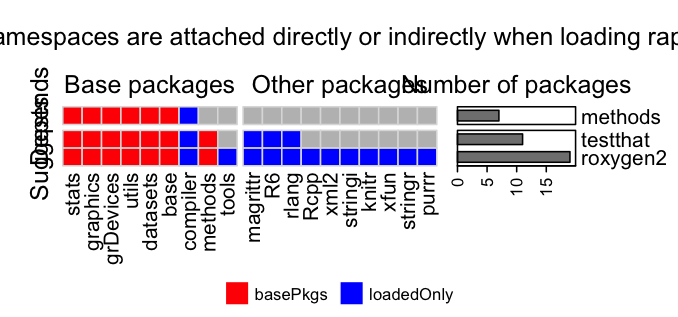 amespaces are attached directly or indirectly when loading rap
Base packages
Other packages
Number of packages
methods
testthat
roxygen2
stats
graphics
grDevices
utils
datasets
base
compiler
methods
tools
magrittr
R6
rlang
Rcpp
xml2
stringi
knitr
xfun
stringr
purrr
0
5
10
15
basePkgs
loadedOnly